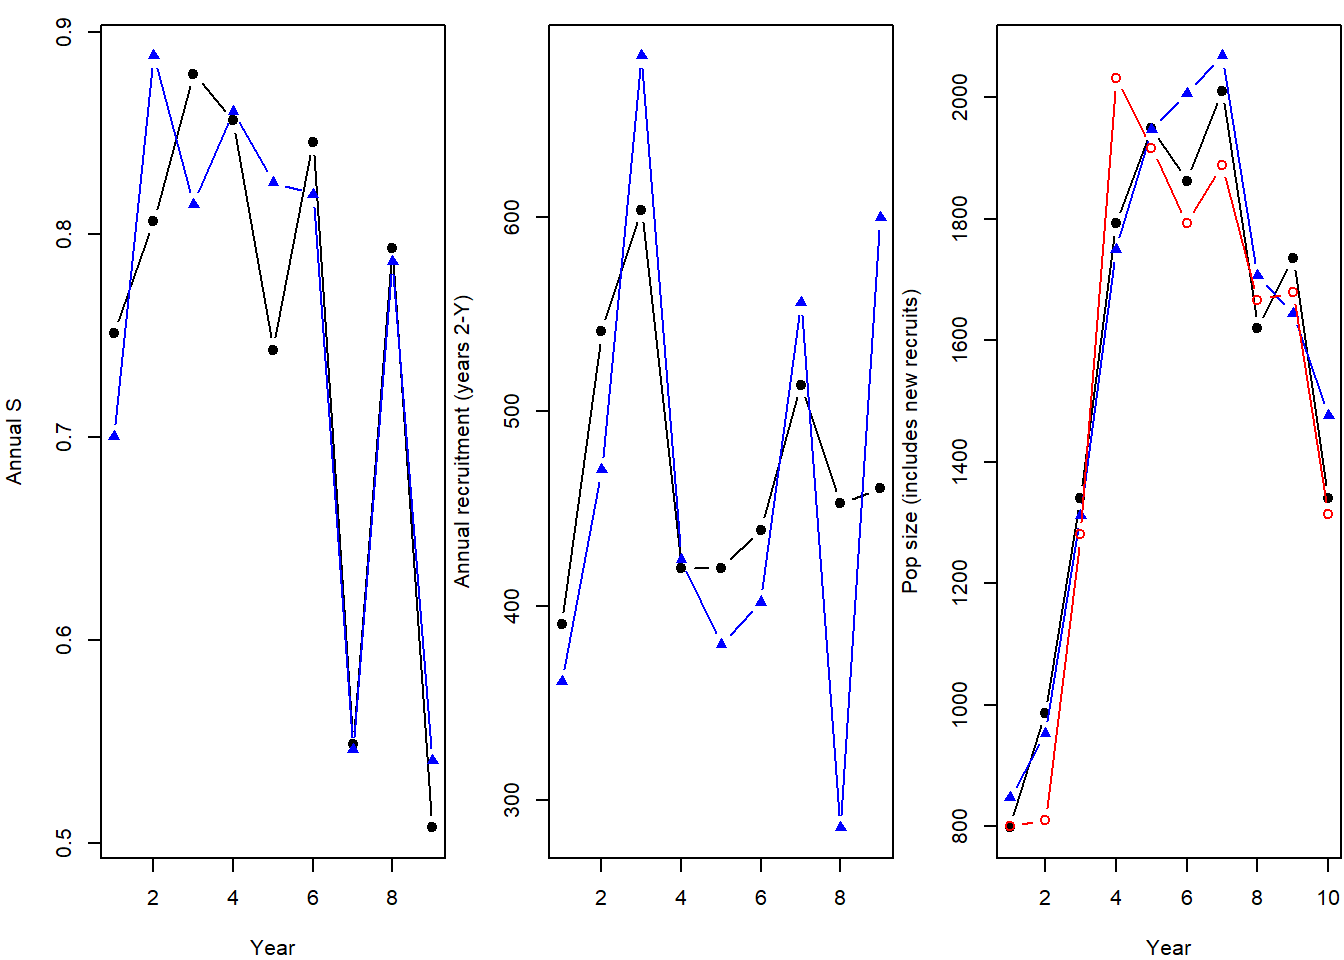 Annual S
0.9
0.8
0.7
0.6
0.5
2 4 6 8
Year
Annual recruitment (years 2-Y)
600
500
400
300
2 4 6 8
Pop size (includes new recruits)
2000
1800
1600
1400
1200
1000
800
2 4 6 8 10
Year